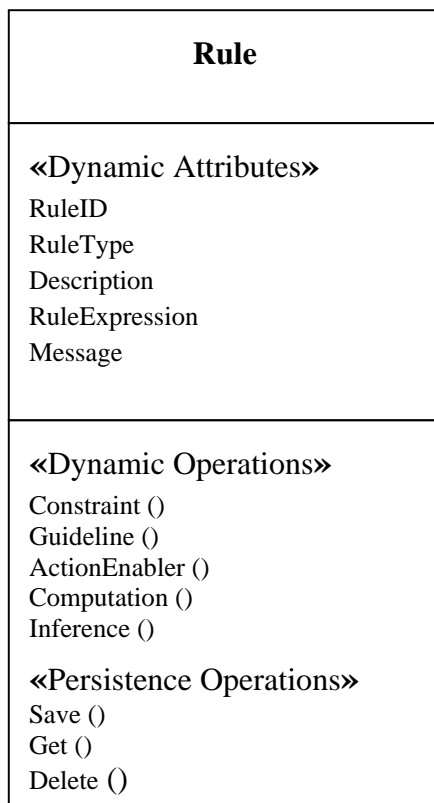 Rule
«Dynamic Attributes»
RuleID
RuleType
Description
RuleExpression
Message
«Dynamic Operations»
Constraint ()
Guideline ()
ActionEnabler ()
Computation ()
Inference ()
«Persistence Operations»
Save ()
Get ()
Delete ()